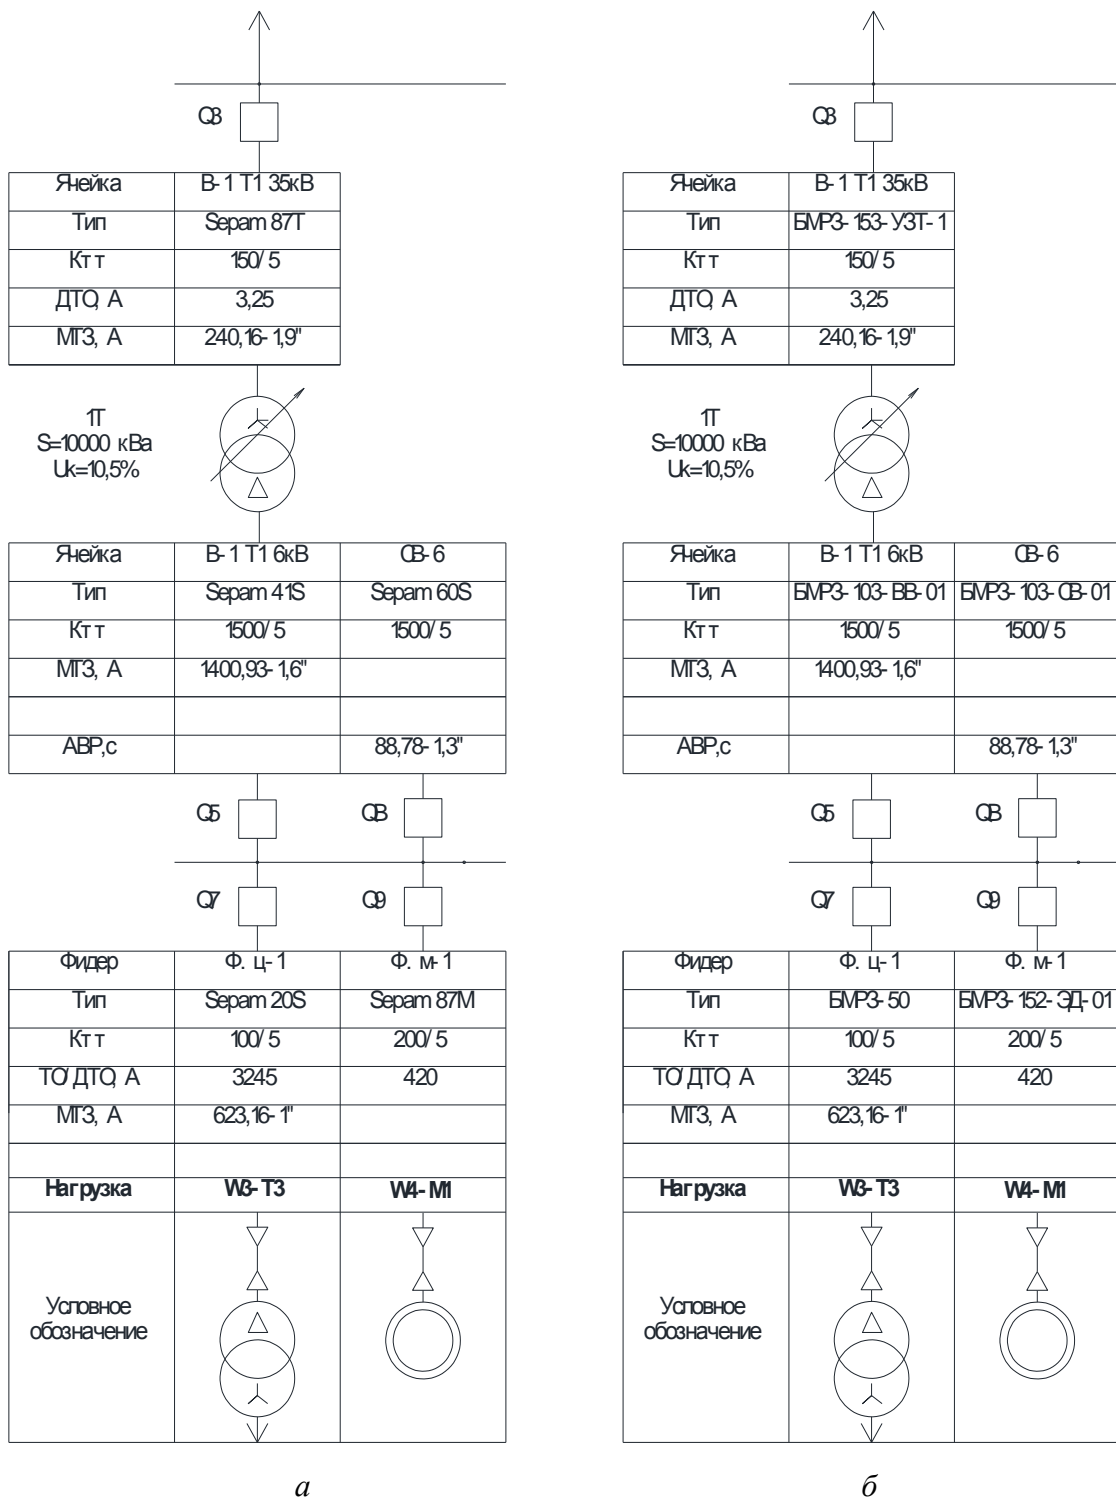 Q3
Ячейка В-1 Т1 35кВ
Тип Sepam 87T
Ктт 150/5
ДТО, А 3,25
МТЗ, А 240,16-1,9"
1Т
S=10000 кВа
Uk=10,5%
Ячейка В-1 Т1 6кВ СВ-6
Тип Sepam 41S Sepam 60S
Ктт 1500/5 1500/5
МТЗ, А 1400,93-1,6"
АВР,с 88,78-1,3"
Q5 QB
Q7 Q9
Фидер Ф. ц-1 Ф. м-1
Тип Sepam 20S Sepam 87M
Ктт 100/5 200/5
ТО/ДТО, А 3245 420
МТЗ, А 623,16-1"
Нагрузка W3-T3 W4-M1
Условное
обозначение
а
Q3
Ячейка В-1 Т1 35кВ
Тип БМРЗ-153-УЗТ-1
Ктт 150/5
ДТО, А 3,25
МТЗ, А 240,16-1,9"
1Т
S=10000 кВа
Uk=10,5%
Ячейка В-1 Т1 6кВ СВ-6
Тип БМРЗ-103-ВВ-01 БМРЗ-103-СВ-01
Ктт 1500/5 1500/5
МТЗ, А 1400,93-1,6"
АВР,с 88,78-1,3"
Q5 QB
Q7 Q9
Фидер Ф. ц-1 Ф. м-1
Тип БМРЗ-50 БМРЗ-152-ЭД-01
Ктт 100/5 200/5
ТО/ДТО, А 3245 420
МТЗ, А 623,16-1"
Нагрузка W3-T3 W4-M1
Условное
обозначение
б